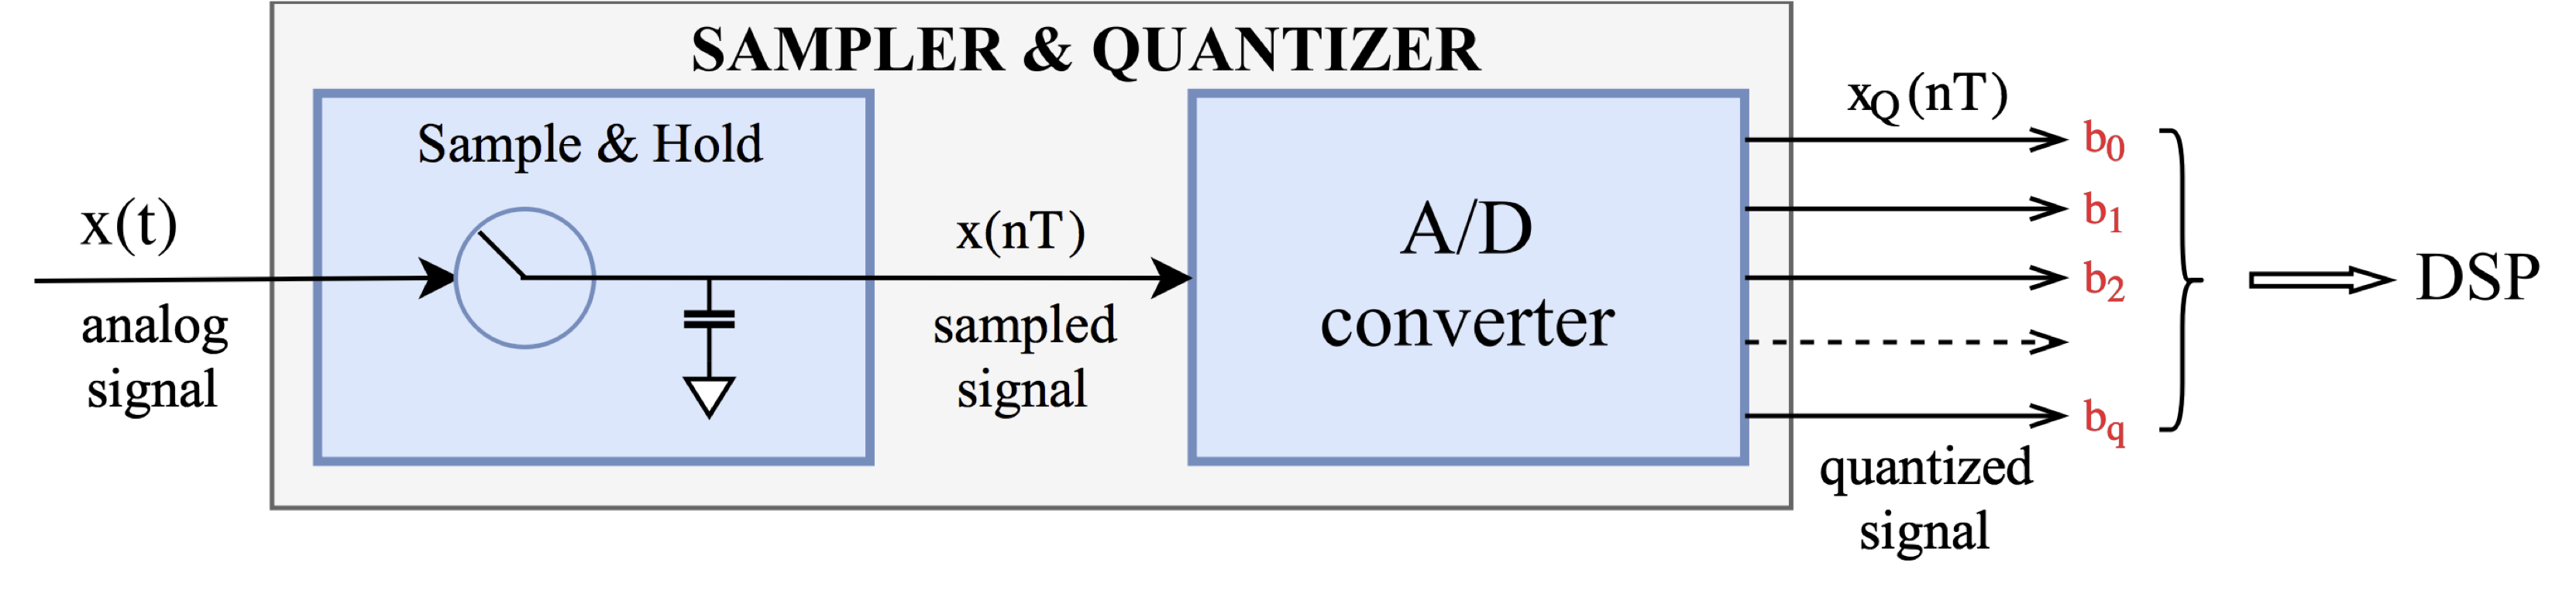 SAMPLER & QUANTIZER
Sample & Hold
x(t)
analog
signal
x(nT)
sampled
signal
A/D
converter
x_Q(nT)
b_0
b_1
b_2
b_q
quantized
signal
DSP